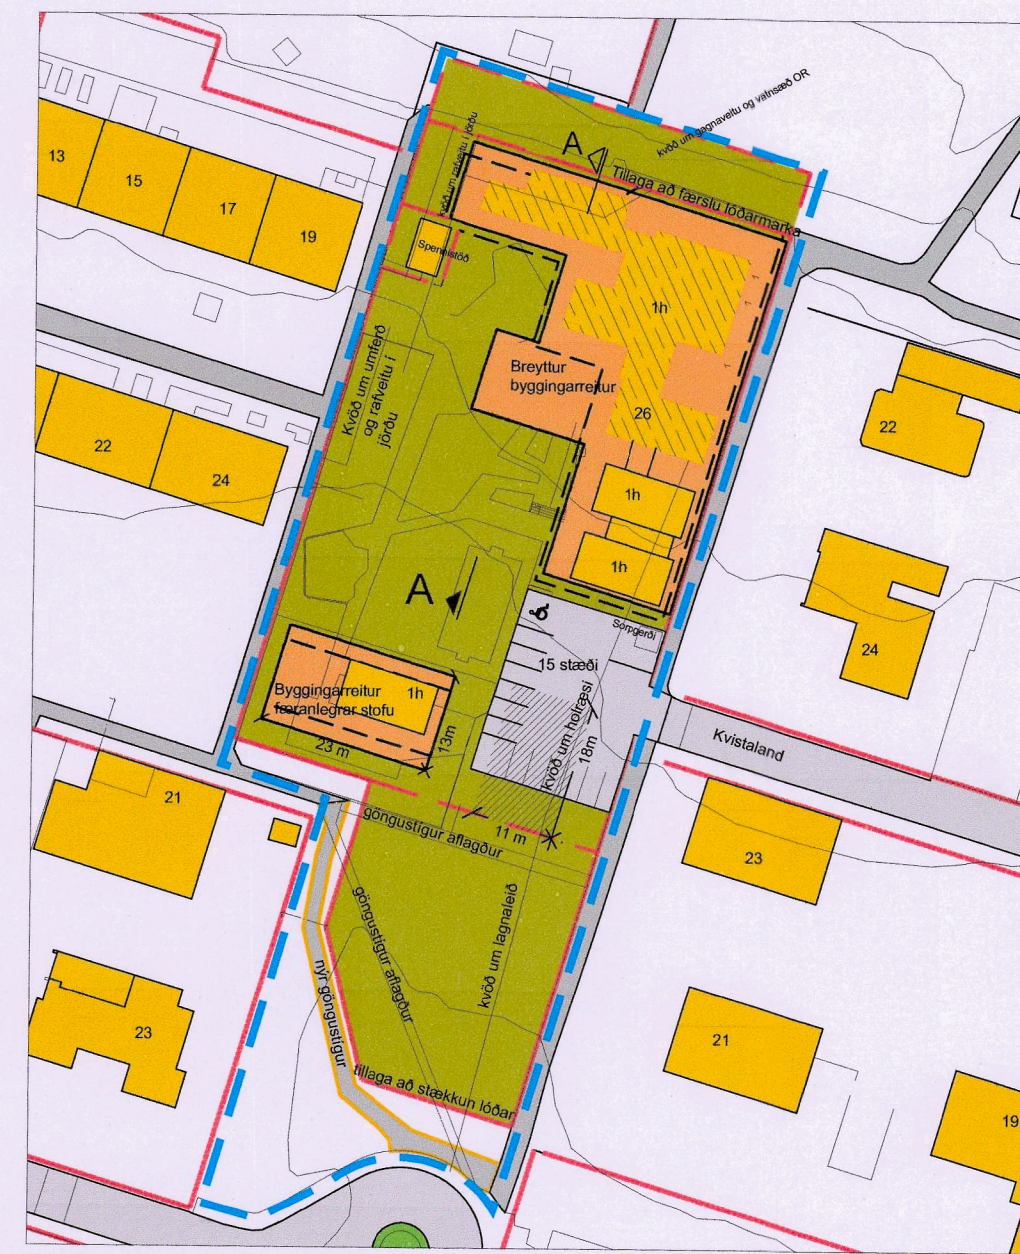 kvöð um gagnaveitu og vatnsæð OR
A
Tillaga að færslu lóðarmarka
kvöð um rafveitu í jörðu
13
15
17
19
Spennistöð
1h
Kvöð um umferð
og rafveitu í
jörðu
Breyttur
byggingarreitur
26
22
22
24
1h
1h
A
Sorpgerði
15 stæði
24
Byggingarreitur
færanlegrar stofu
1h
23 m
13m
kvöð um holræsi
18m
Kvistaland
21
göngustígur aflagður
11 m
23
göngustígur aflagður
kvöð um lagnaleið
nýr göngustígur
23
21
tillaga að stækkun lóðar
19